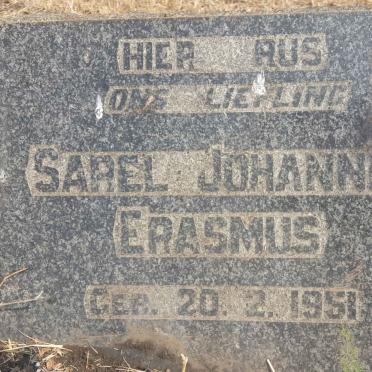 HIER RUS
ONS LIEFLING
SAREL JOHANN
ERASMUS
GEB. 20. 2. 1951